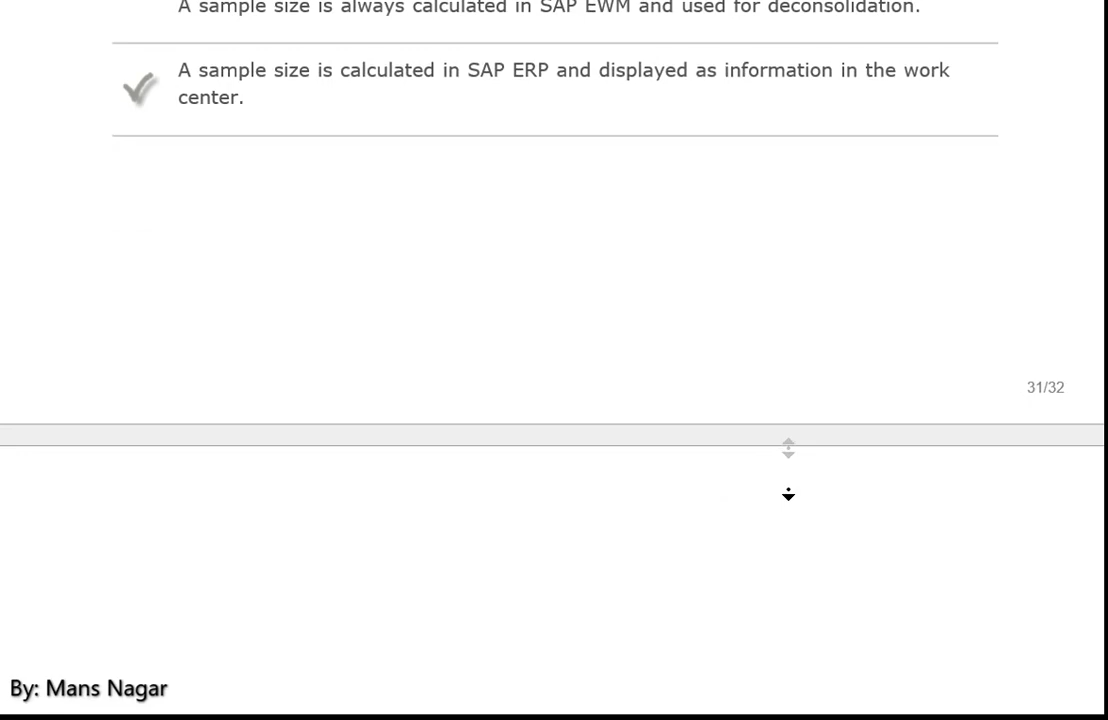 A sample size is always calculated in SAP EWM and used for deconsolidation.
A sample size is calculated in SAP ERP and displayed as information in the work
center.
31/32
By: Mans Nagar